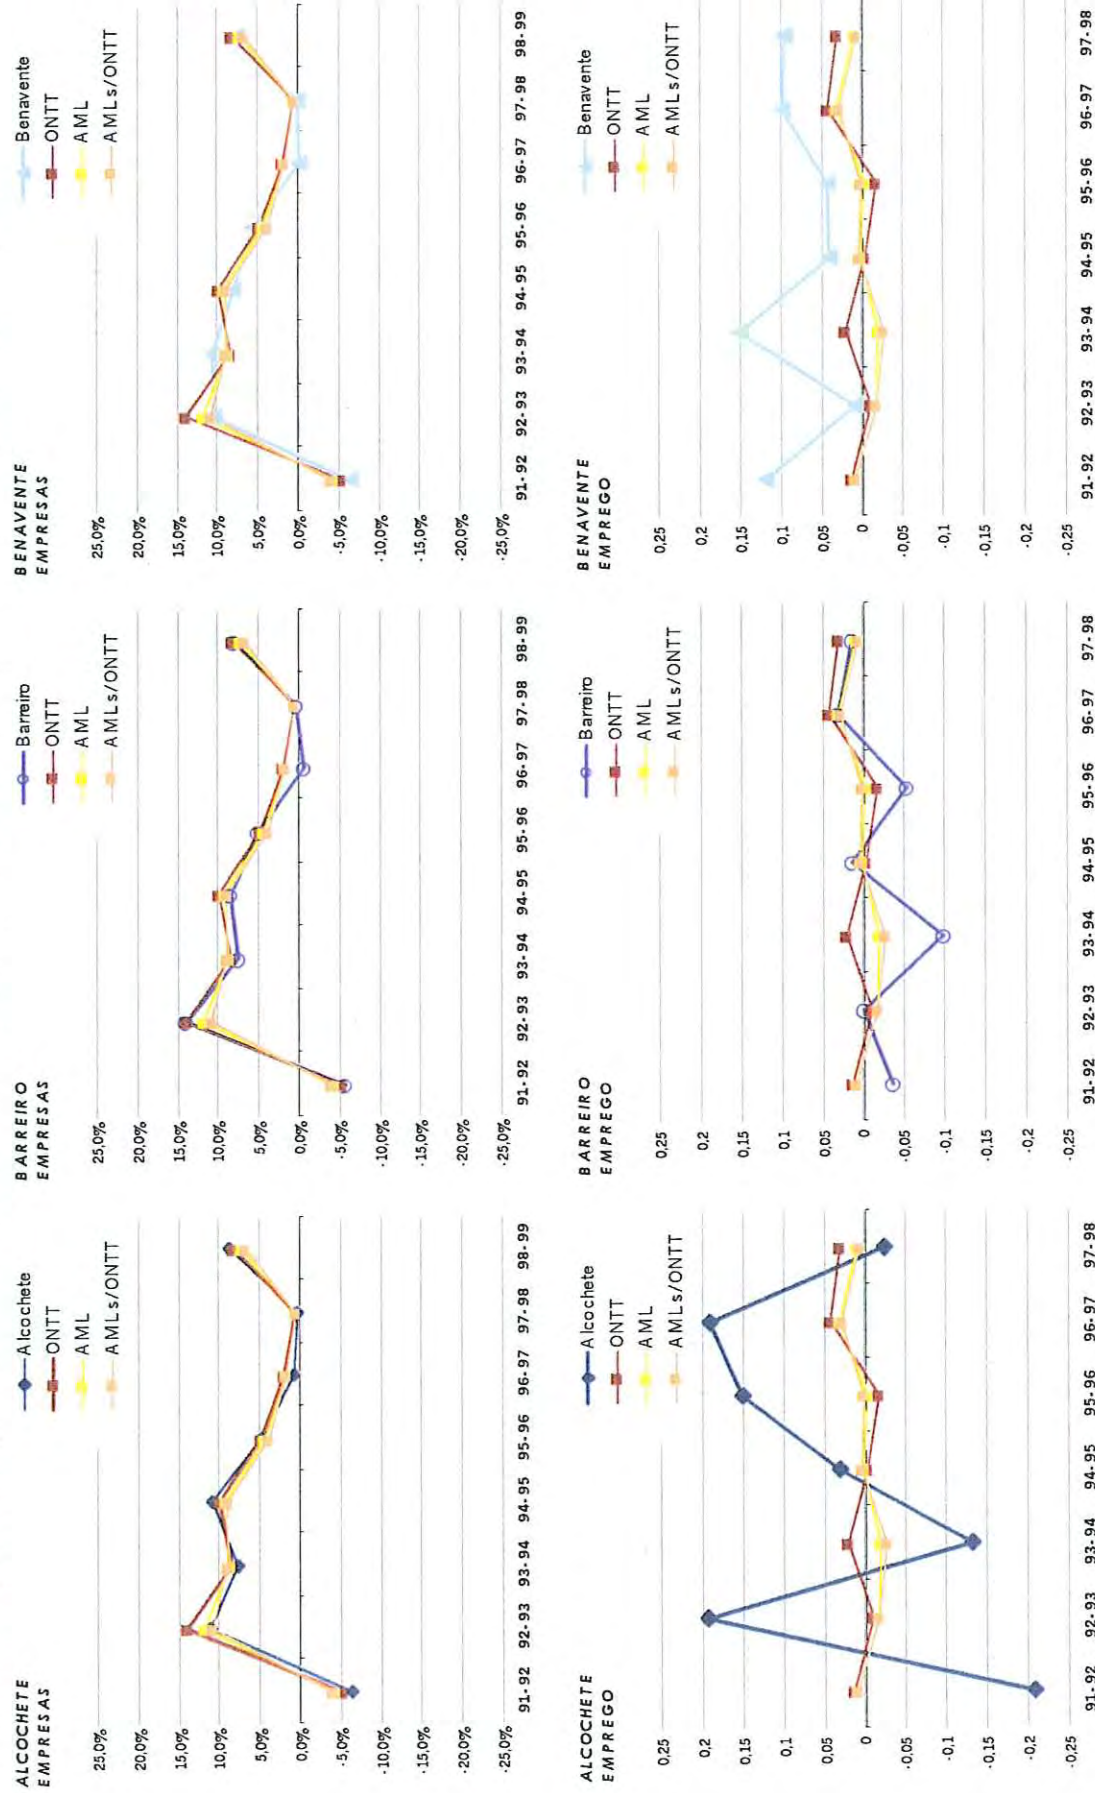 ALCOCHETE
EMPRESAS
Alcochete
ONTT
AML
AMLs/ONTT
25,0%
20,0%
15,0%
10,0%
5,0%
0,0%
-5,0%
-10,0%
-15,0%
-20,0%
-25,0%
91-92 92-93 93-94 94-95 95-96 96-97 97-98 98-99
BARREIRO
EMPRESAS
Barreiro
ONTT
AML
AMLs/ONTT
25,0%
20,0%
15,0%
10,0%
5,0%
0,0%
-5,0%
-10,0%
-15,0%
-20,0%
-25,0%
91-92 92-93 93-94 94-95 95-96 96-97 97-98 98-99
BENAVENTE
EMPRESAS
Benavente
ONTT
AML
AMLs/ONTT
25,0%
20,0%
15,0%
10,0%
5,0%
0,0%
-5,0%
-10,0%
-15,0%
-20,0%
-25,0%
91-92 92-93 93-94 94-95 95-96 96-97 97-98 98-99
ALCOCHETE
EMPREGO
Alcochete
ONTT
AML
AMLs/ONTT
0,25
0,2
0,15
0,1
0,05
0
-0,05
-0,1
-0,15
-0,2
-0,25
91-92 92-93 93-94 94-95 95-96 96-97 97-98
BARREIRO
EMPREGO
Barreiro
ONTT
AML
AMLs/ONTT
0,25
0,2
0,15
0,1
0,05
0
-0,05
-0,1
-0,15
-0,2
-0,25
91-92 92-93 93-94 94-95 95-96 96-97 97-98
BENAVENTE
EMPREGO
Benavente
ONTT
AML
AMLs/ONTT
0,25
0,2
0,15
0,1
0,05
0
-0,05
-0,1
-0,15
-0,2
-0,25
91-92 92-93 93-94 94-95 95-96 96-97 97-98